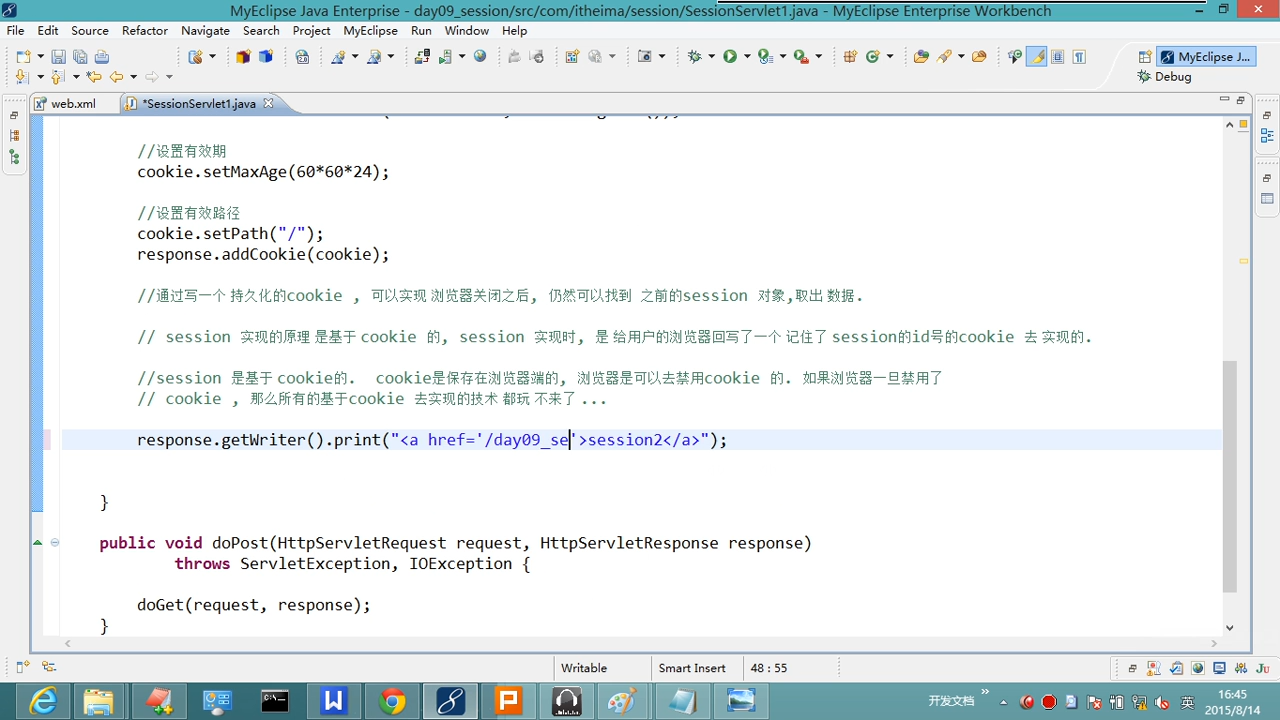 MyEclipse Java Enterprise - day09_session/src/com/itheima/session/SessionServlet1.java - MyEclipse Enterprise Workbench
File Edit Source Refactor Navigate Search Project MyEclipse Run Window Help
MyEclipse J...
Debug
web.xml *SessionServlet1.java
//设置有效期
cookie.setMaxAge(60*60*24);
//设置有效路径
cookie.setPath("/");
response.addCookie(cookie);
//通过写一个 持久化的cookie , 可以实现 浏览器关闭之后, 仍然可以找到 之前的session 对象,取出 数据.
// session 实现的原理 是基于 cookie 的, session 实现时, 是 给用户的浏览器回写了一个 记住了 session的id号的cookie 去 实现的.
//session 是基于 cookie的. cookie是保存在浏览器端的, 浏览器是可以去禁用cookie 的. 如果浏览器一旦禁用了
// cookie , 那么所有的基于cookie 去实现的技术 都玩 不来了 ...
response.getWriter().print("<a href='/day09_se'>session2</a>");
}
public void doPost(HttpServletRequest request, HttpServletResponse response)
throws ServletException, IOException {
doGet(request, response);
}
Writable Smart Insert 48 : 55
开发文档 英 16:45
2015/8/14